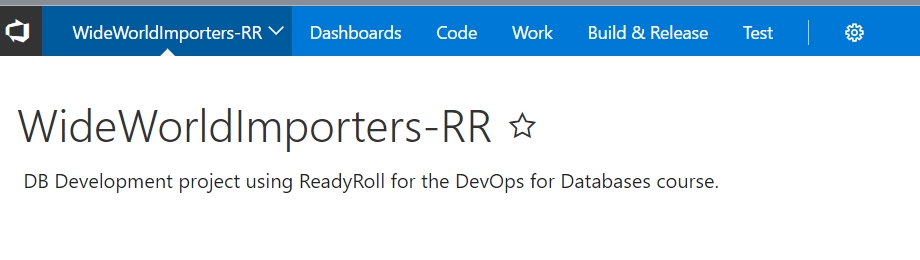 WideWorldImporters-RR Dashboards Code Work Build & Release Test
WideWorldImporters-RR
DB Development project using ReadyRoll for the DevOps for Databases course.